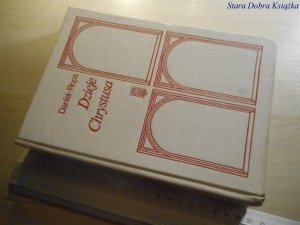 Stara Dobra Książka
Daniel-Rops
Dzieje
Chrystusa